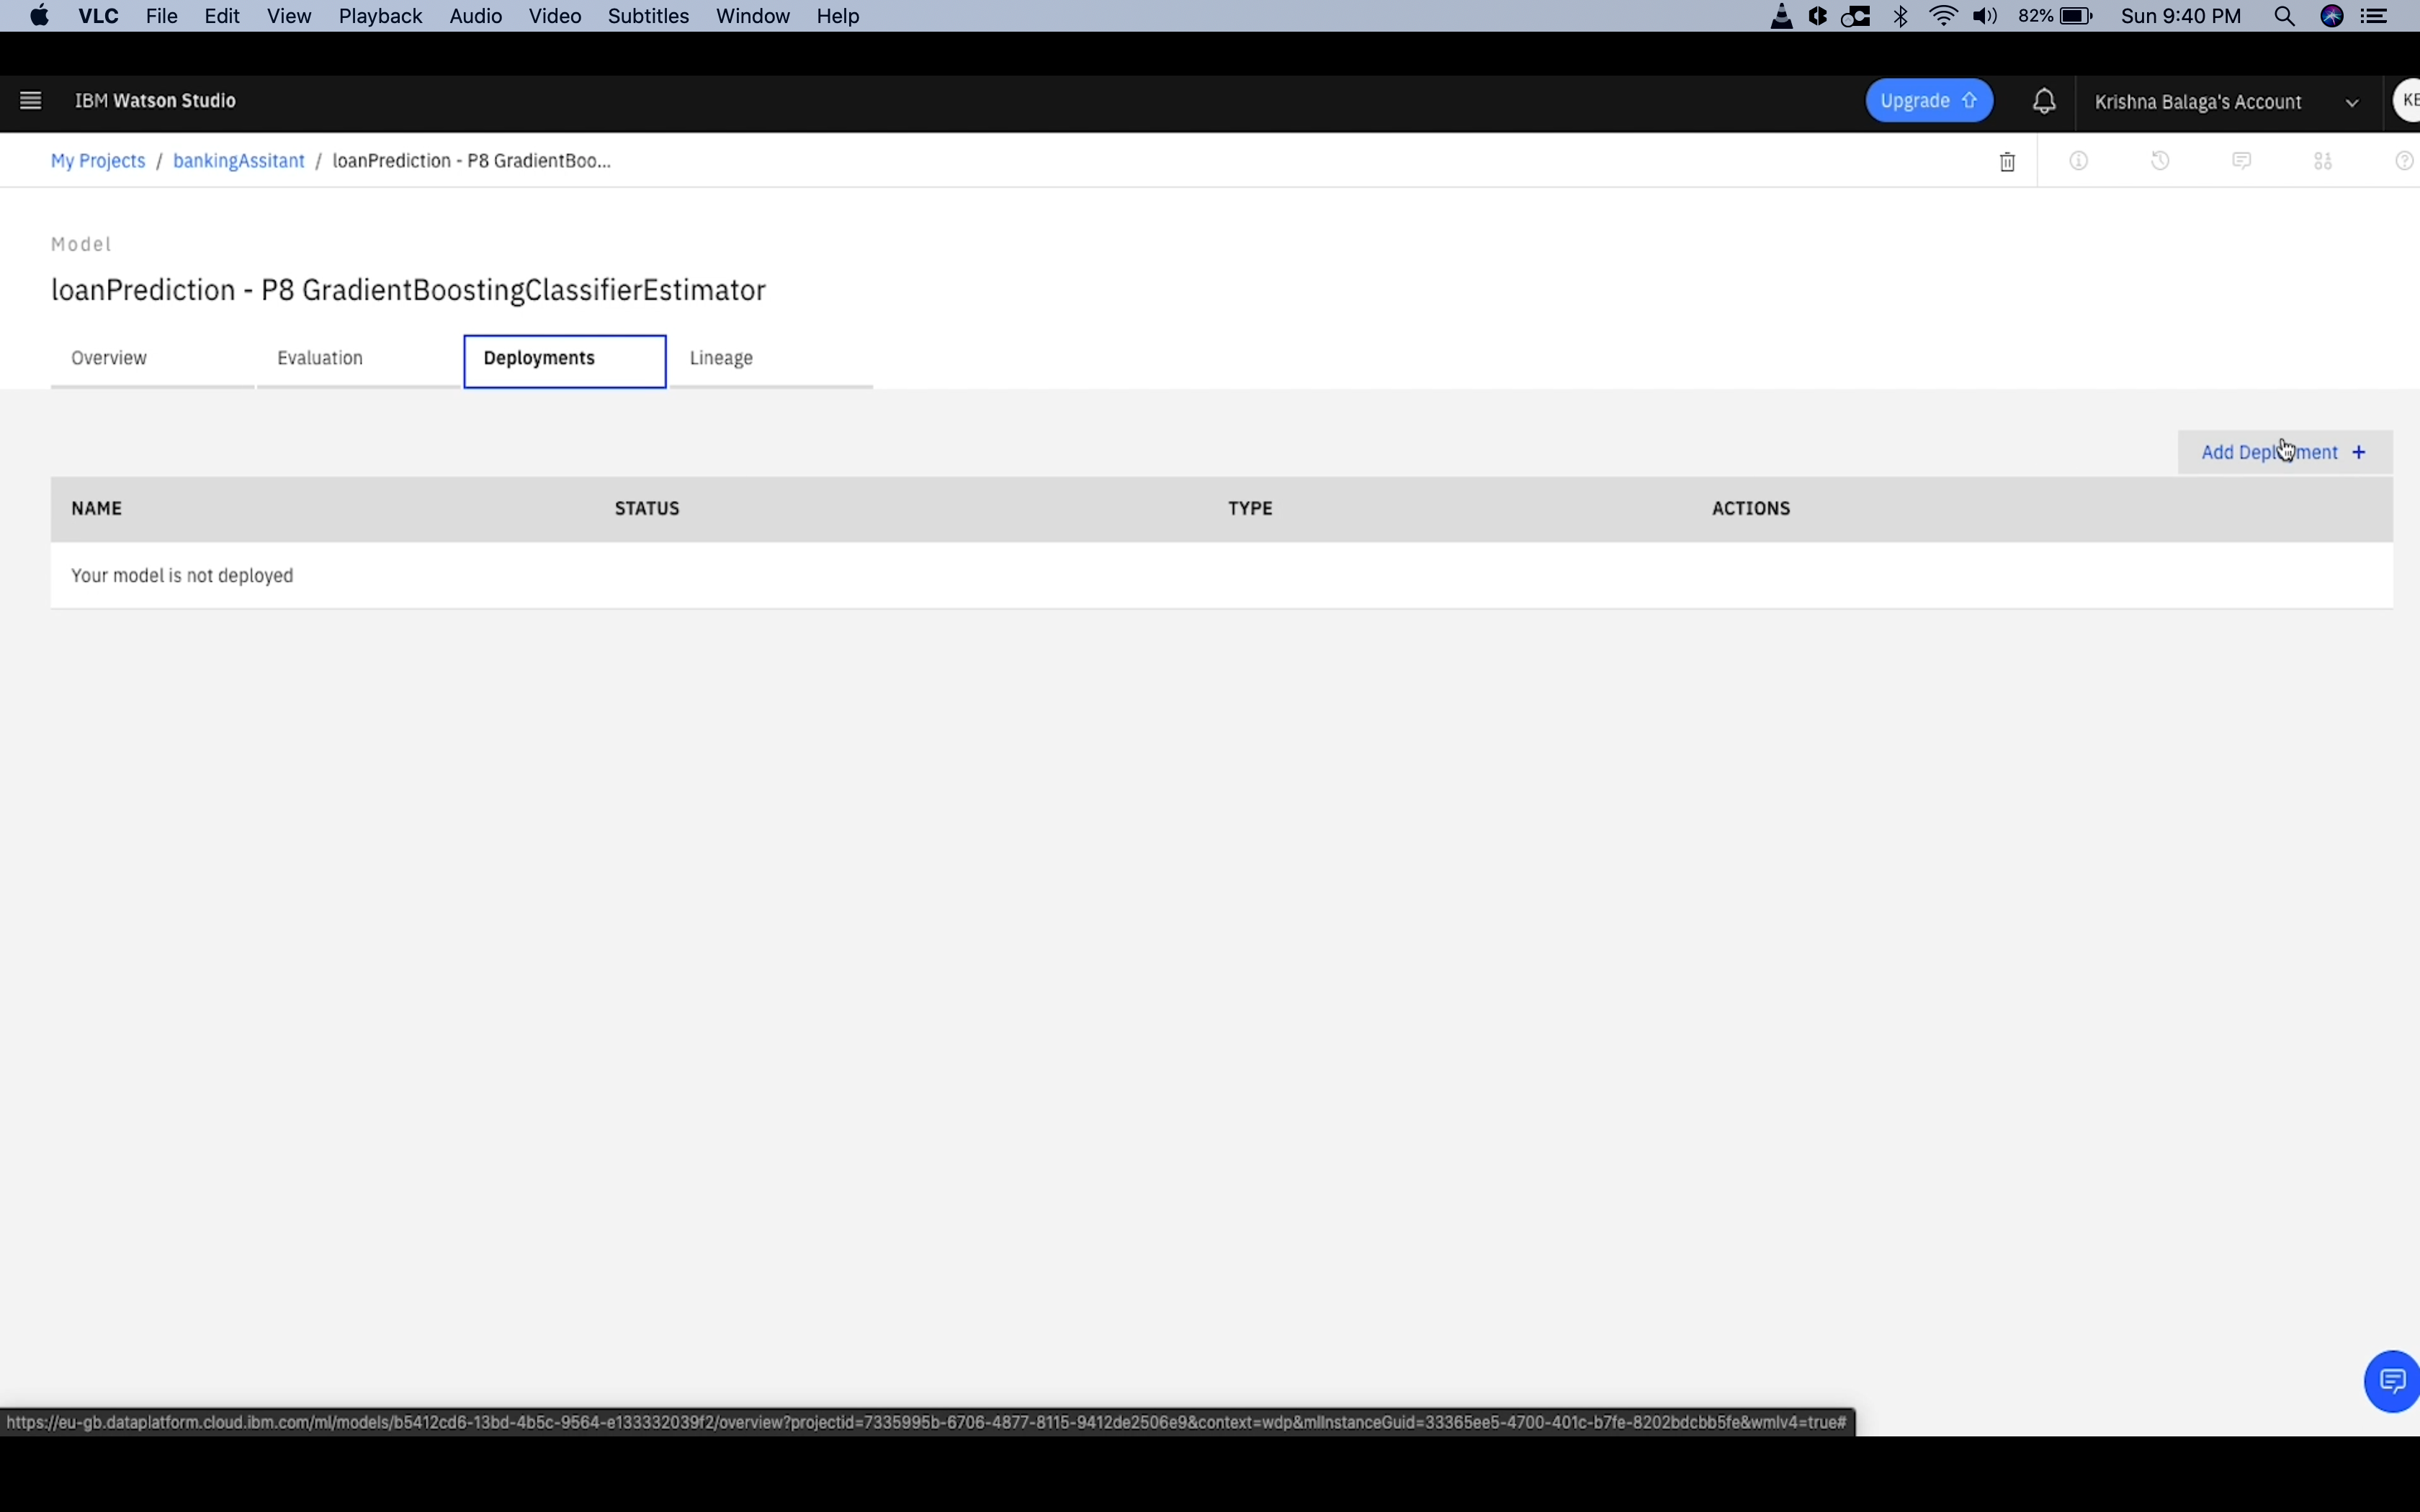 VLC File Edit View Playback Audio Video Subtitles Window Help 82% Sun 9:40 PM
IBM Watson Studio Upgrade Krishna Balaga's Account
My Projects / bankingAssitant / loanPrediction - P8 GradientBoo...
Model
loanPrediction - P8 GradientBoostingClassifierEstimator
Overview Evaluation Deployments Lineage
Add Deployment +
NAME STATUS TYPE ACTIONS
Your model is not deployed
https://eu-gb.dataplatform.cloud.ibm.com/ml/models/b5412cd6-13bd-4b5c-9564-e133332039f2/overview?projectid=7335995b-6706-4877-8115-9412de2506e9&context=wdp&mlInstanceGuid=33365ee5-4700-401c-b7fe-8202bdcbb5fe&wmlv4=true#